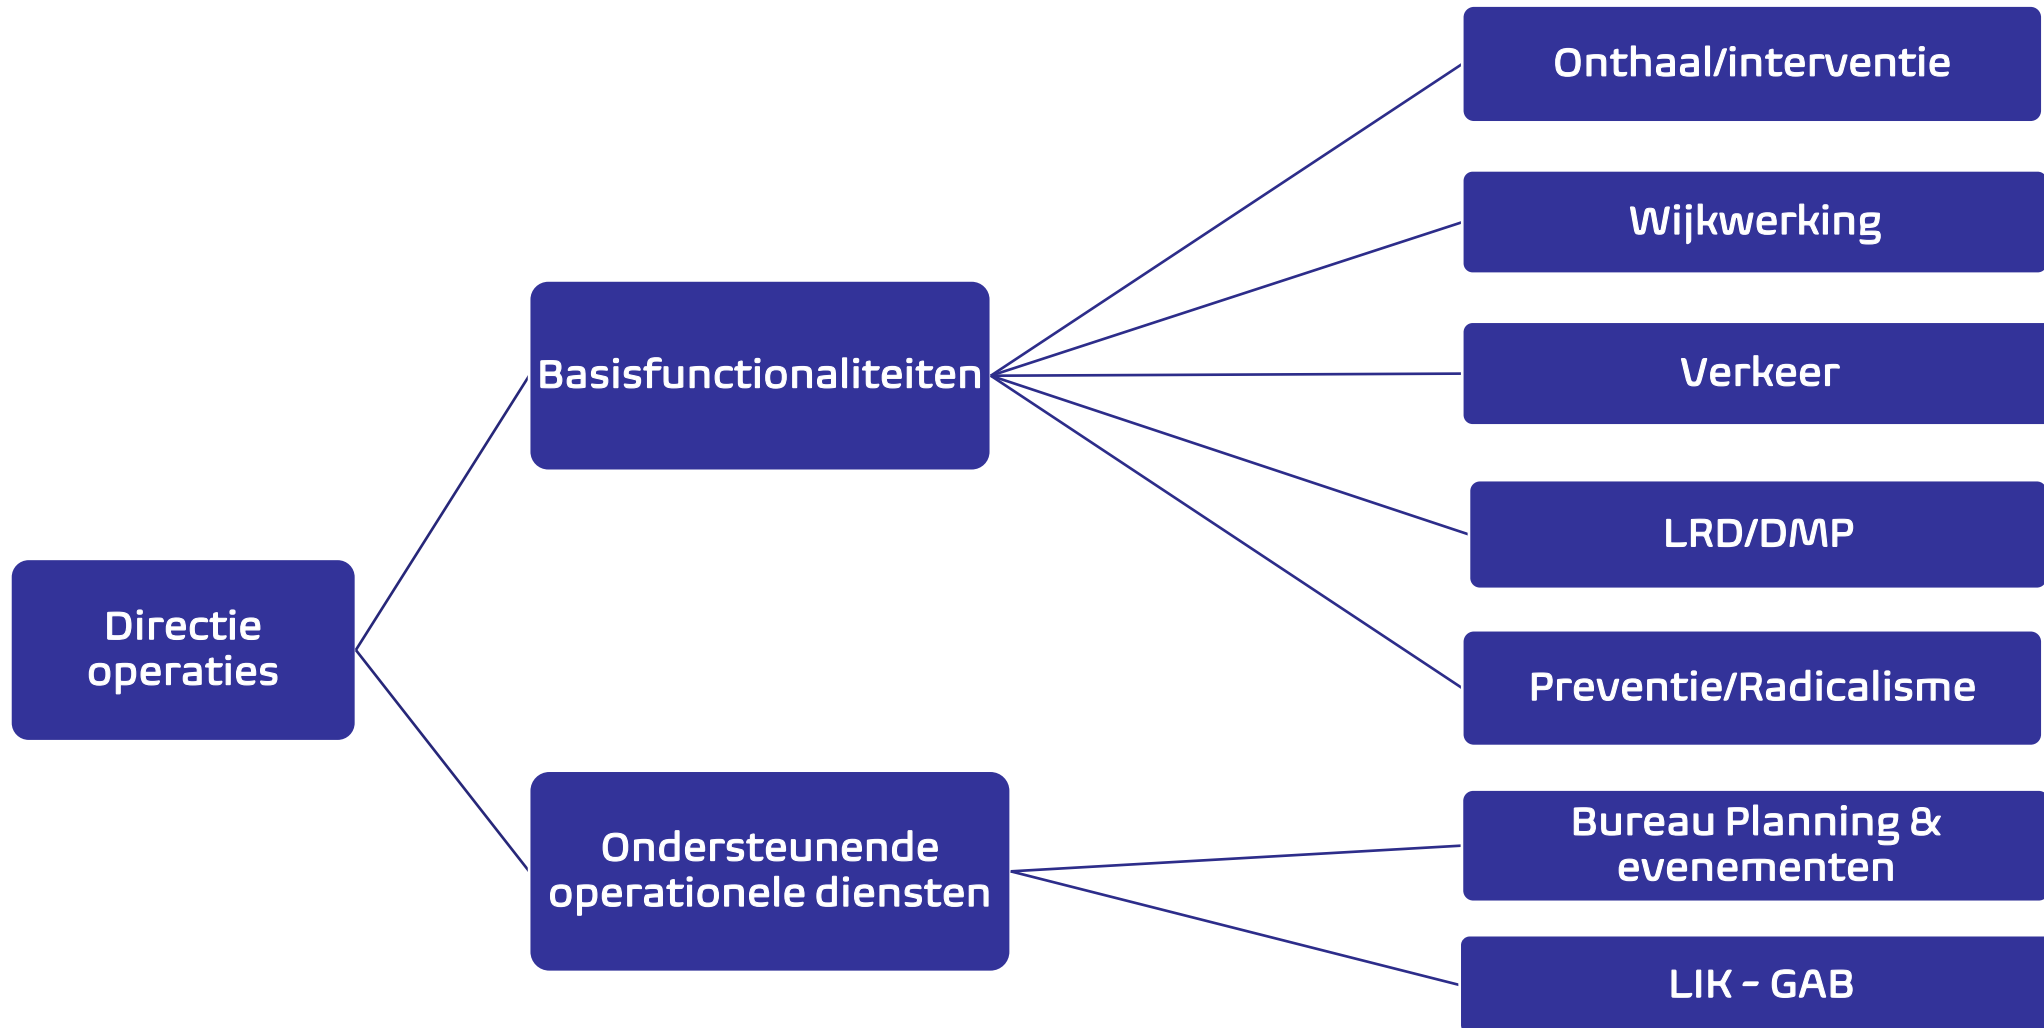 Onthaal/interventie
Wijkwerking
Basisfunctionaliteiten
Verkeer
LRD/DMP
Directie
operaties
Preventie/Radicalisme
Ondersteunende
operationele diensten
Bureau Planning &
evenementen
LIK - GAB